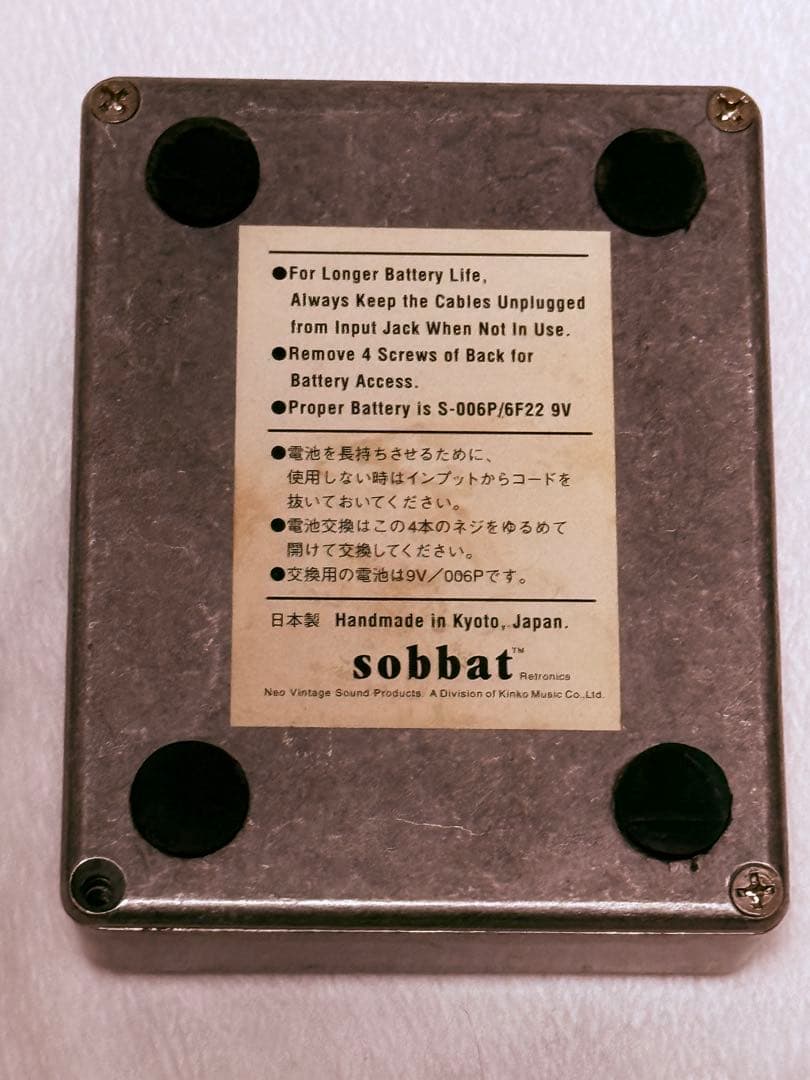 ●For Longer Battery Life,
Always Keep the Cables Unplugged
from Input Jack When Not In Use.
●Remove 4 Screws of Back for
Battery Access.
●Proper Battery is S-006P/6F22 9V
●電池を長持ちさせるために、
使用しない時はインプットからコードを
抜いておいてください。
●電池交換はこの4本のネジをゆるめて
開けて交換してください。
●交換用の電池は9V／006Pです。
日本製 Handmade in Kyoto, Japan.
sobbat™ Retronics
Neo Vintage Sound Products. A Division of Kinko Music Co.,Ltd.